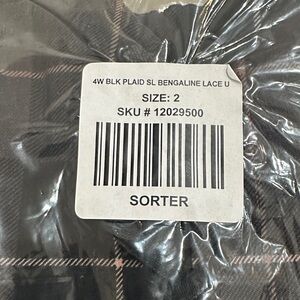 4W BLK PLAID SL BENGALINE LACE U
SIZE: 2
SKU # 12029500
SORTER